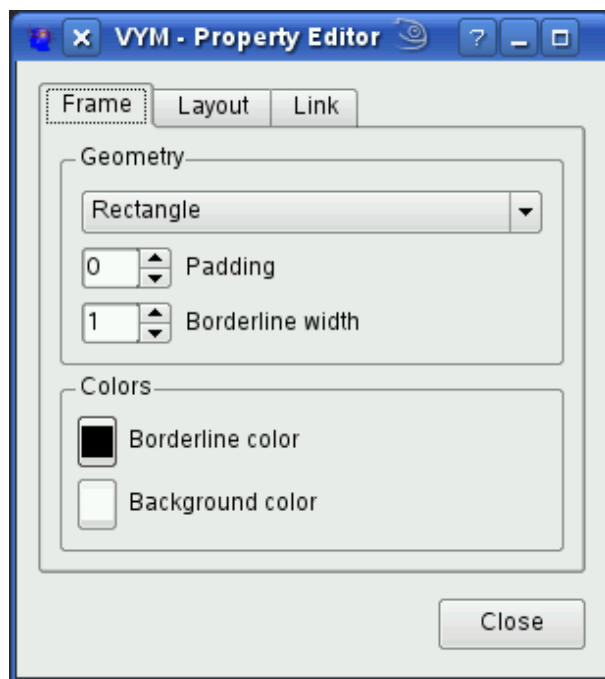 VYM - Property Editor
Frame Layout Link
Geometry
Rectangle
0 Padding
1 Borderline width
Colors
Borderline color
Background color
Close